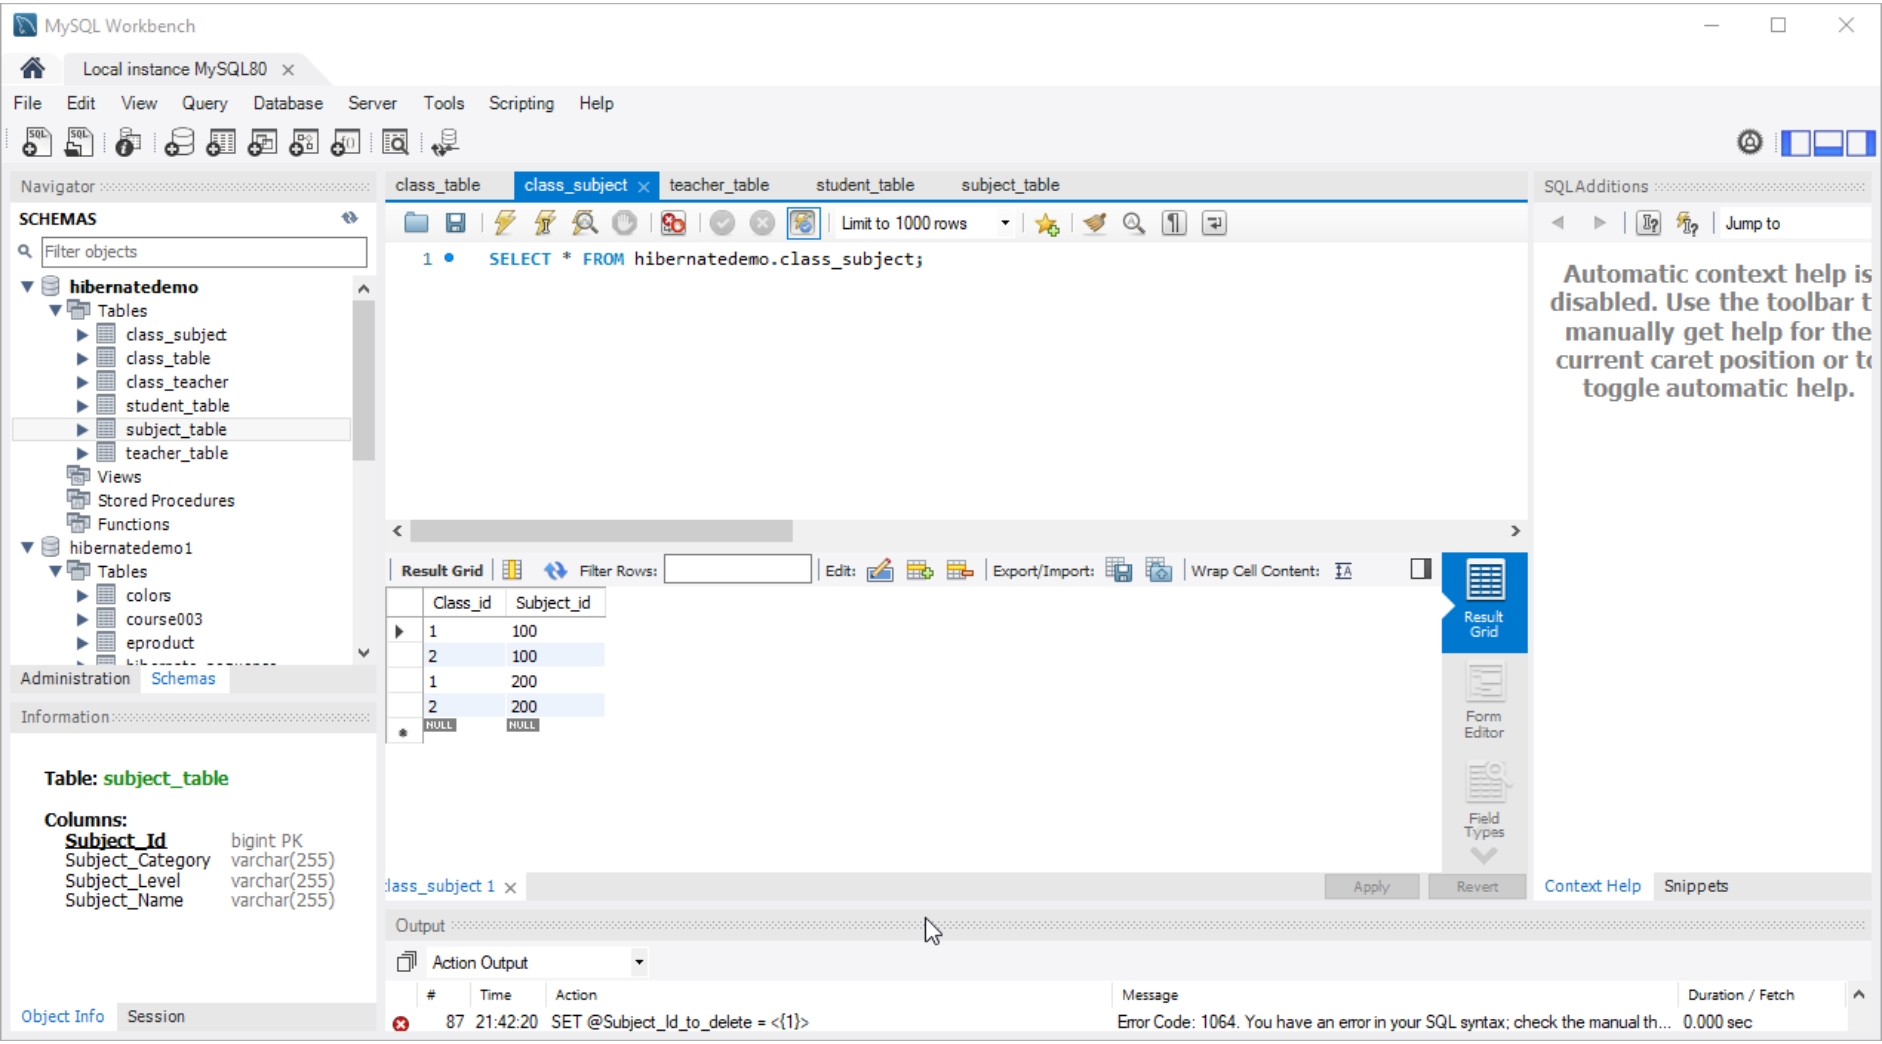 MySQL Workbench
Local instance MySQL80
File Edit View Query Database Server Tools Scripting Help
Navigator
SCHEMAS
Filter objects
hibernatedemo
Tables
class_subject
class_table
class_teacher
student_table
subject_table
teacher_table
Views
Stored Procedures
Functions
hibernatedemo1
Tables
colors
course003
eproduct
Administration Schemas
Information
Table: subject_table
Columns:
Subject_Id bigint PK
Subject_Category varchar(255)
Subject_Level varchar(255)
Subject_Name varchar(255)
Object Info Session
class_table class_subject teacher_table student_table subject_table
Limit to 1000 rows
1 SELECT * FROM hibernatedemo.class_subject;
Result Grid Filter Rows: Edit: Export/Import: Wrap Cell Content:
Class_id Subject_id
1 100
2 100
1 200
2 200
NULL NULL
Result
Grid
Form
Editor
Field
Types
lass_subject 1 Apply Revert
SQLAdditions
Jump to
Automatic context help is
disabled. Use the toolbar t
manually get help for the
current caret position or to
toggle automatic help.
Context Help Snippets
Output
Action Output
# Time Action Message Duration / Fetch
87 21:42:20 SET @Subject_Id_to_delete = <{1}> Error Code: 1064. You have an error in your SQL syntax; check the manual th... 0.000 sec